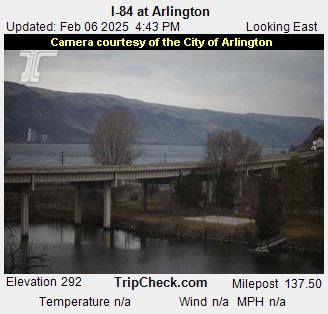 I-84 at Arlington
Updated: Feb 06 2025 4:43 PM Looking East
Camera courtesy of the City of Arlington
Elevation 292 TripCheck.com Milepost 137.50
Temperature n/a Wind n/a MPH n/a